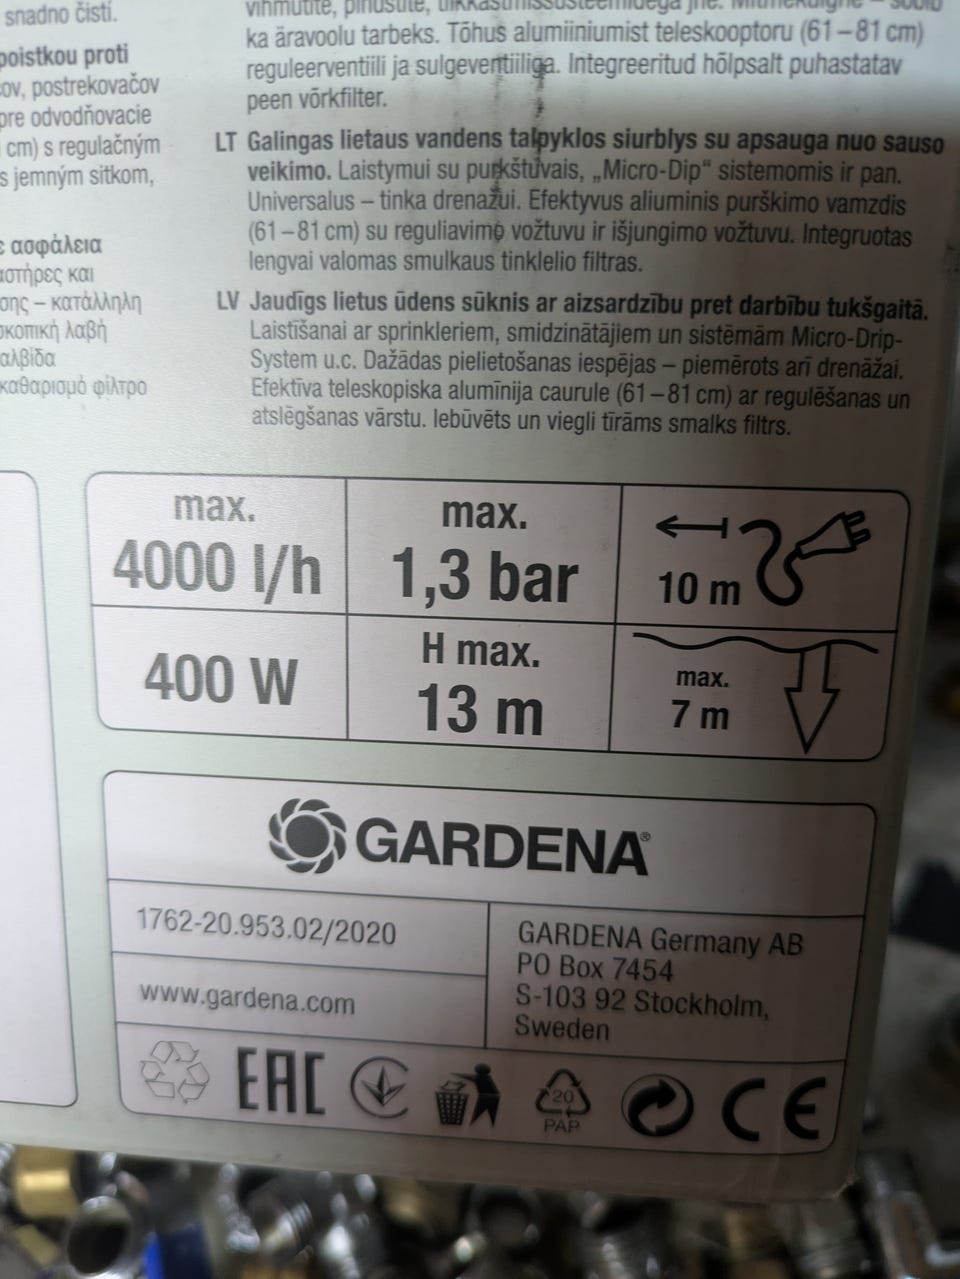 snadno čistí.
poistkou proti
ov, postrekovačov
pre odvodňovacie
cm) s regulačným
s jemným sitkom,
ε ασφάλεια
αστήρες και
σης – κατάλληλη
σκοπική λαβή
αλβίδα
καθαρισμό φίλτρο
ka äravoolu tarbeks. Tõhus alumiiniumist teleskooptoru (61–81 cm)
reguleerventiili ja sulgeventiiliga. Integreeritud hõlpsalt puhastatav
peen võrkfilter.
LT Galingas lietaus vandens talpyklos siurblys su apsauga nuo sauso
veikimo. Laistymui su purkštuvais, „Micro-Dip“ sistemomis ir pan.
Universalus – tinka drenažui. Efektyvus aliuminis purškimo vamzdis
(61–81 cm) su reguliavimo vožtuvu ir išjungimo vožtuvu. Integruotas
lengvai valomas smulkaus tinklelio filtras.
LV Jaudīgs lietus ūdens sūknis ar aizsardzību pret darbību tukšgaitā.
Laistīšanai ar sprinkleriem, smidzinātājiem un sistēmām Micro-Drip-
System u.c. Dažādas pielietošanas iespējas – piemērots arī drenāžai.
Efektīva teleskopiska alumīnija caurule (61–81 cm) ar regulēšanas un
atslēgšanas vārstu. Iebūvēts un viegli tīrāms smalks filtrs.
max.
4000 l/h
max.
1,3 bar
10 m
400 W
H max.
13 m
max.
7 m
GARDENA®
1762-20.953.02/2020
www.gardena.com
GARDENA Germany AB
PO Box 7454
S-103 92 Stockholm,
Sweden
EAC
20
PAP
CE